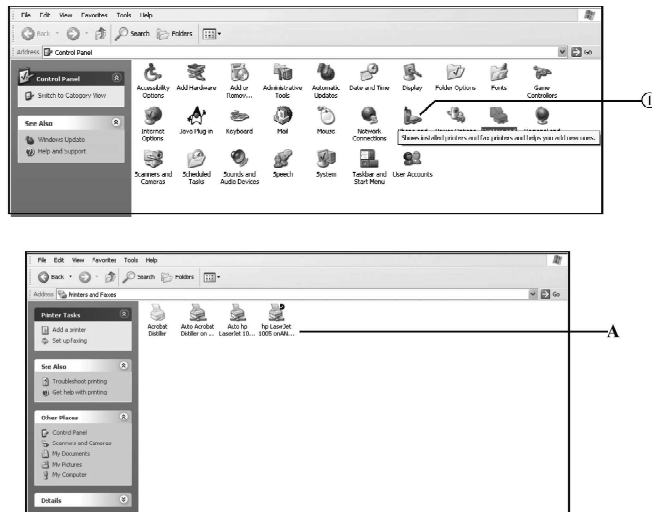 File Edit View Favorites Tools Help
Back Search Folders
Address Control Panel Go
Control Panel
Switch to Category View
See Also
Windows Update
Help and Support
Accessibility Options
Add Hardware
Add or Remov...
Administrative Tools
Automatic Updates
Date and Time
Display
Folder Options
Fonts
Game Controllers
Internet Options
Java Plug-in
Keyboard
Mail
Mouse
Network Connections
Shows installed printers and fax printers and helps you add new ones.
Scanners and Cameras
Scheduled Tasks
Sounds and Audio Devices
Speech
System
Taskbar and Start Menu
User Accounts
1
File Edit View Favorites Tools Help
Back Search Folders
Address Printers and Faxes Go
Printer Tasks
Add a printer
Set up faxing
See Also
Troubleshoot printing
Get help with printing
Other Places
Control Panel
Scanners and Cameras
My Documents
My Pictures
My Computer
Details
Acrobat Distiller
Auto Acrobat Distiller on ...
Auto hp LaserJet 10...
hp LaserJet 1005 onAN...
A